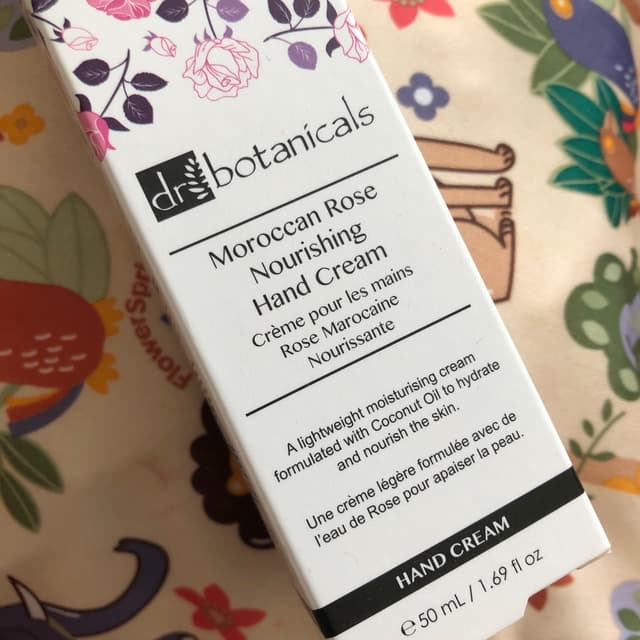 dr botanicals
Moroccan Rose
Nourishing
Hand Cream
Crème pour les mains
Rose Marocaine
Nourissante
A lightweight moisturising cream
formulated with Coconut Oil to hydrate
and nourish the skin.
Une crème légère formulée avec de
l'eau de Rose pour apaiser la peau.
HAND CREAM
℮ 50 mL / 1.69 fl oz
FlowerSpr